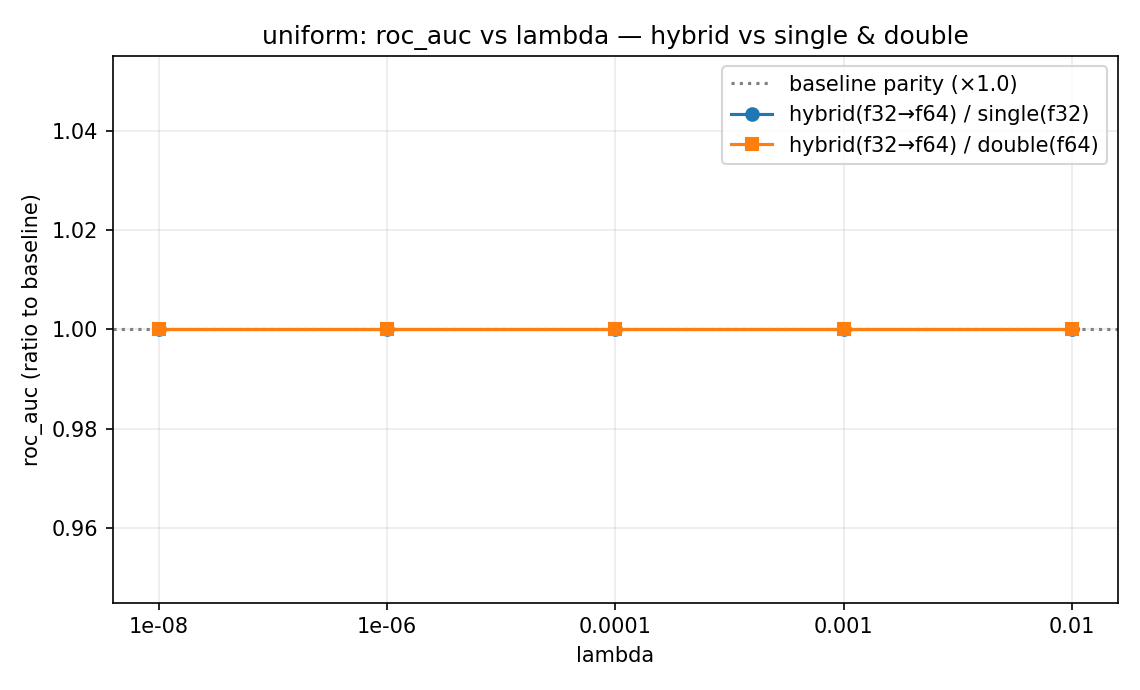 uniform: roc_auc vs lambda — hybrid vs single & double
baseline parity (×1.0)
hybrid(f32→f64) / single(f32)
hybrid(f32→f64) / double(f64)
roc_auc (ratio to baseline)
1.04
1.02
1.00
0.98
0.96
1e-08
1e-06
0.0001
0.001
0.01
lambda